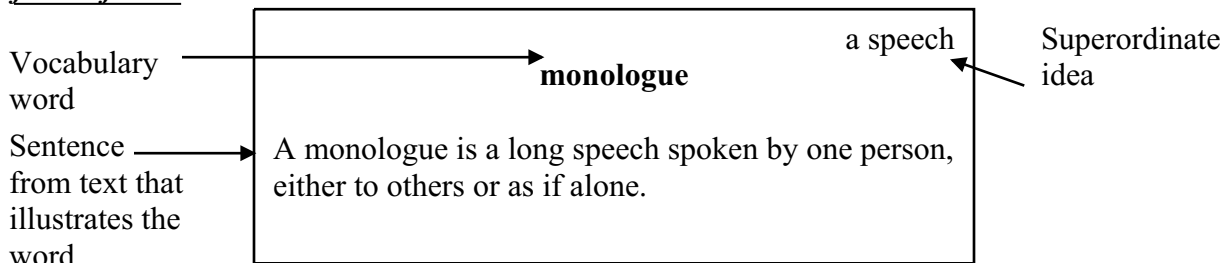 a speech
Superordinate
idea
Vocabulary
word
monologue
Sentence
from text that
illustrates the
word
A monologue is a long speech spoken by one person,
either to others or as if alone.